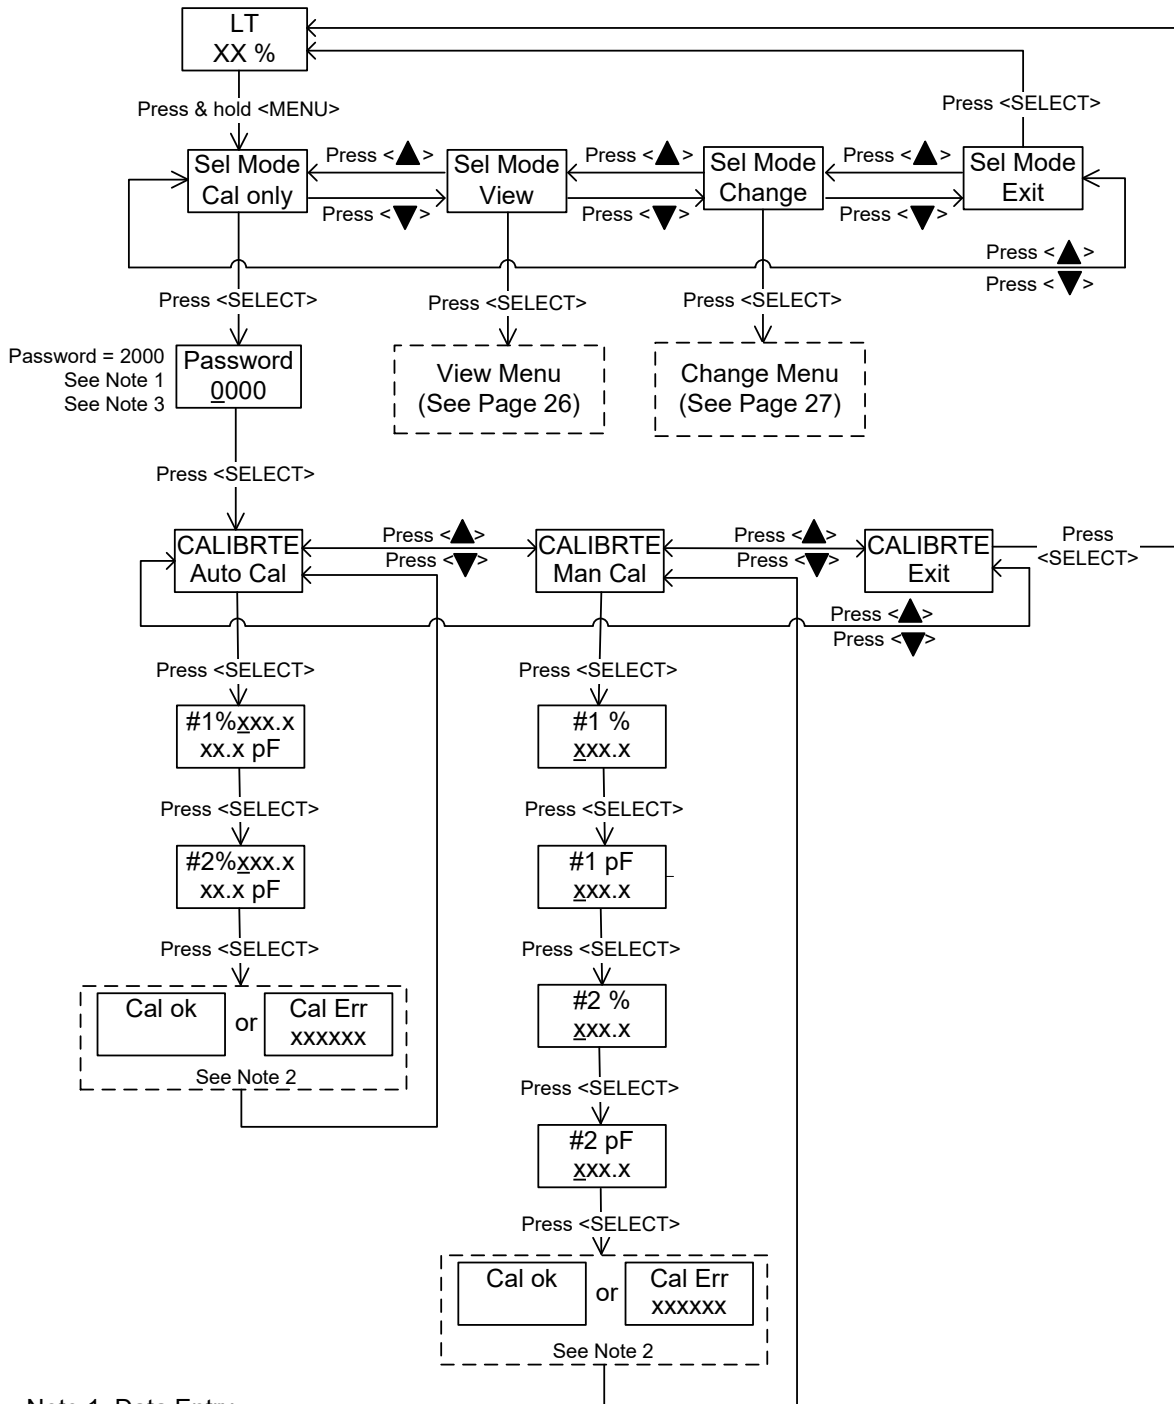 LT
XX %
Press & hold <MENU>
Press <SELECT>
Sel Mode
Cal only
Press <▲>
Press <▼>
Sel Mode
View
Press <▲>
Press <▼>
Sel Mode
Change
Press <▲>
Press <▼>
Sel Mode
Exit
Press <▲>
Press <▼>
Press <SELECT>
Press <SELECT>
Press <SELECT>
Password = 2000
See Note 1
See Note 3
Password
0000
View Menu
(See Page 26)
Change Menu
(See Page 27)
Press <SELECT>
CALIBRTE
Auto Cal
Press <▲>
Press <▼>
CALIBRTE
Man Cal
Press <▲>
Press <▼>
CALIBRTE
Exit
Press
<SELECT>
Press <▲>
Press <▼>
Press <SELECT>
#1%xxx.x
xx.x pF
Press <SELECT>
#2%xxx.x
xx.x pF
Press <SELECT>
Cal ok
or
Cal Err
xxxxxx
See Note 2
Press <SELECT>
#1 %
xxx.x
Press <SELECT>
#1 pF
xxx.x
Press <SELECT>
#2 %
xxx.x
Press <SELECT>
#2 pF
xxx.x
Press <SELECT>
Cal ok
or
Cal Err
xxxxxx
See Note 2